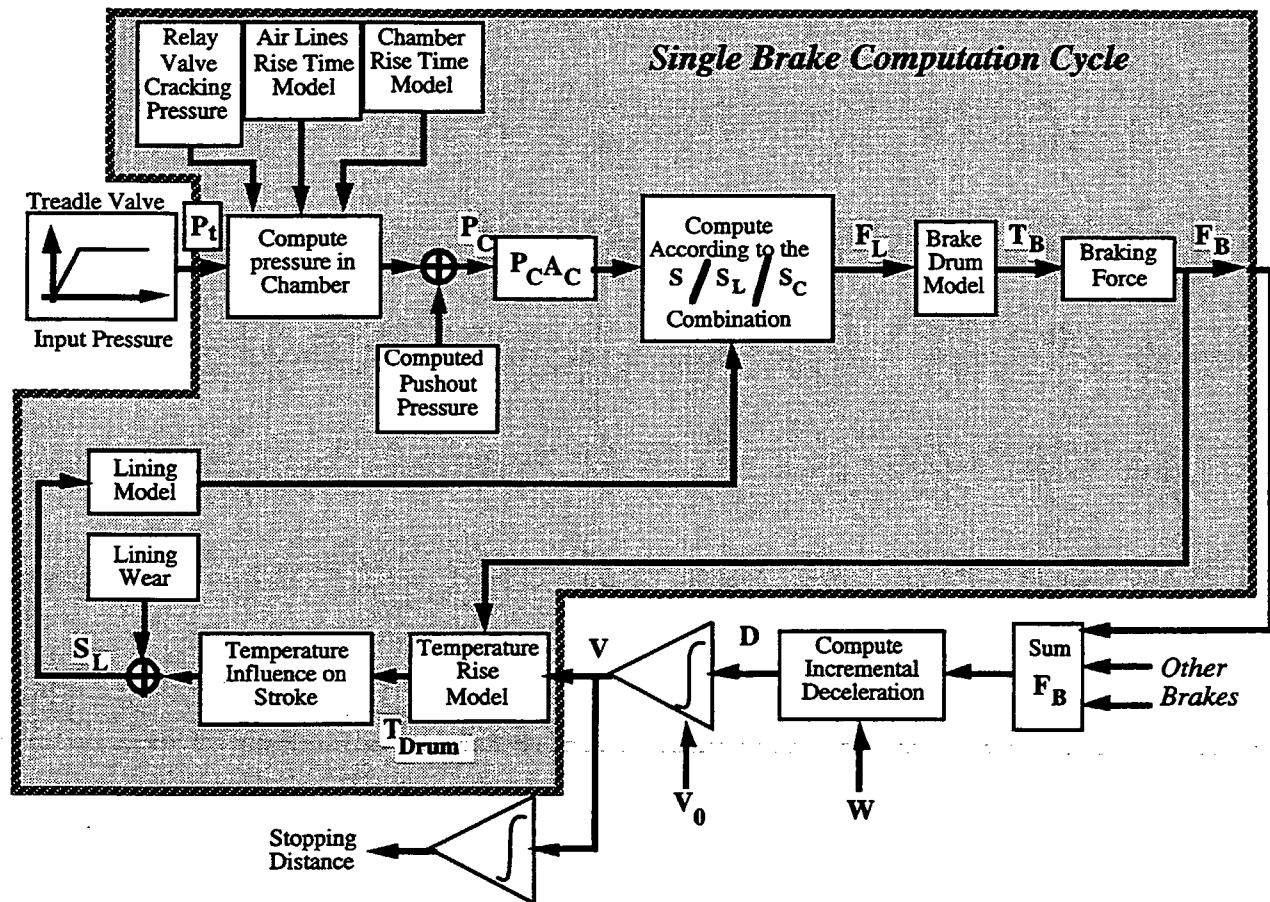 Relay
Valve
Cracking
Pressure
Air Lines
Rise Time
Model
Chamber
Rise Time
Model
Single Brake Computation Cycle
Treadle Valve
Input Pressure
Pt
Compute
pressure in
Chamber
PC
Computed
Pushout
Pressure
PCAC
Compute
According to the
S / SL / SC
Combination
FL
Brake
Drum
Model
TB
Braking
Force
FB
Lining
Model
Lining
Wear
SL
Temperature
Influence on
Stroke
TDrum
Temperature
Rise
Model
V
∫
V0
D
Compute
Incremental
Deceleration
W
Sum
FB
Other
Brakes
∫
Stopping
Distance